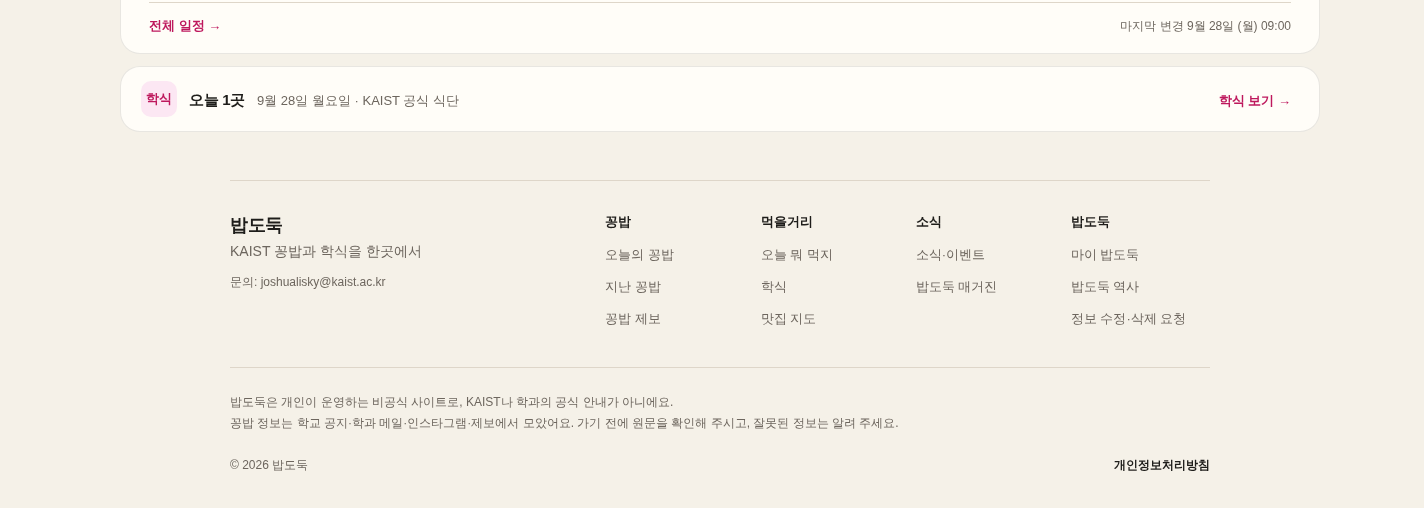 전체 일정 →
마지막 변경 9월 28일 (월) 09:00
학식
오늘 1곳
9월 28일 월요일 · KAIST 공식 식단
학식 보기 →
밥도둑
KAIST 꽁밥과 학식을 한곳에서
문의: joshualisky@kaist.ac.kr
꽁밥
오늘의 꽁밥
지난 꽁밥
꽁밥 제보
먹을거리
오늘 뭐 먹지
학식
맛집 지도
소식
소식·이벤트
밥도둑 매거진
밥도둑
마이 밥도둑
밥도둑 역사
정보 수정·삭제 요청
밥도둑은 개인이 운영하는 비공식 사이트로, KAIST나 학과의 공식 안내가 아니에요.
꽁밥 정보는 학교 공지·학과 메일·인스타그램·제보에서 모았어요. 가기 전에 원문을 확인해 주시고, 잘못된 정보는 알려 주세요.
© 2026 밥도둑
개인정보처리방침